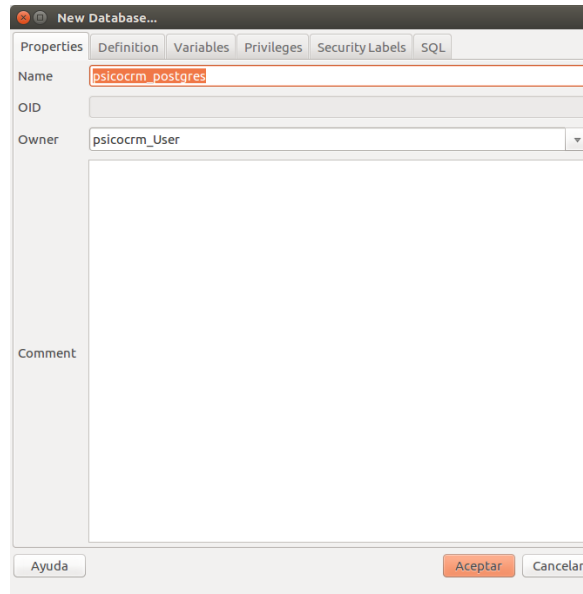 New Database...
Properties Definition Variables Privileges Security Labels SQL
Name psicocrm_postgres
OID
Owner psicocrm_User
Comment
Ayuda Aceptar Cancelar